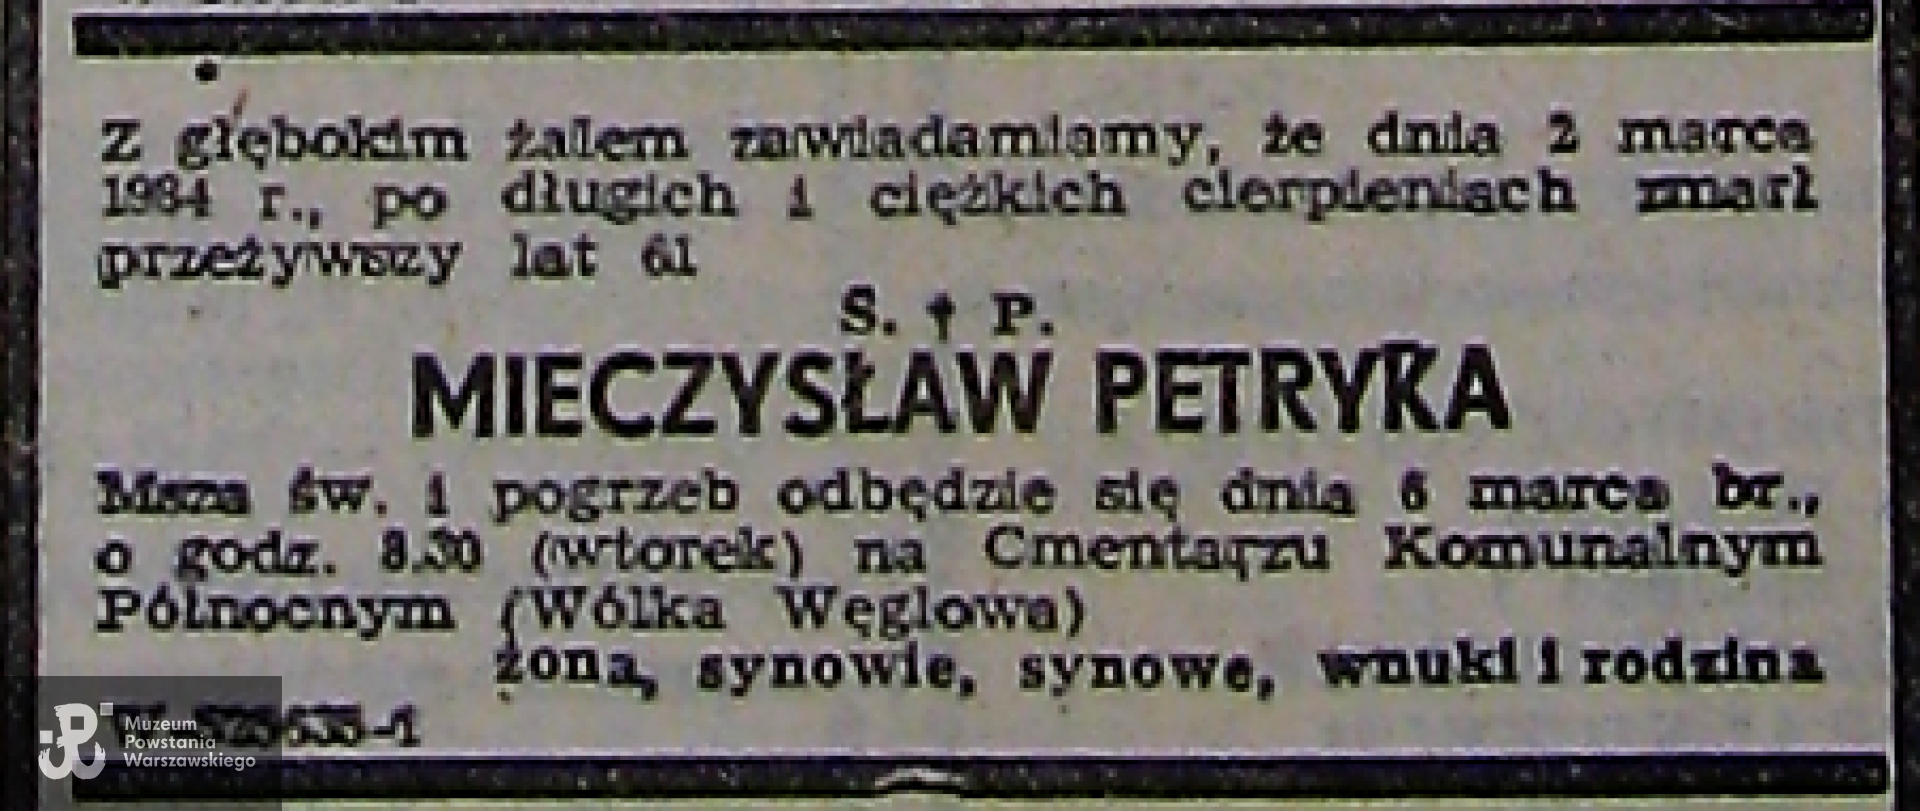 Z głębokim żalem zawiadamiamy, że dnia 2 marca
1984 r., po długich i ciężkich cierpieniach zmarł
przeżywszy lat 61
S. † P.
MIECZYSŁAW PETRYKA
Msza św. i pogrzeb odbędzie się dnia 6 marca br.,
o godz. 8.30 (wtorek) na Cmentarzu Komunalnym
Północnym (Wólka Węglowa)
żona, synowie, synowe, wnuki i rodzina
Muzeum
Powstania
Warszawskiego